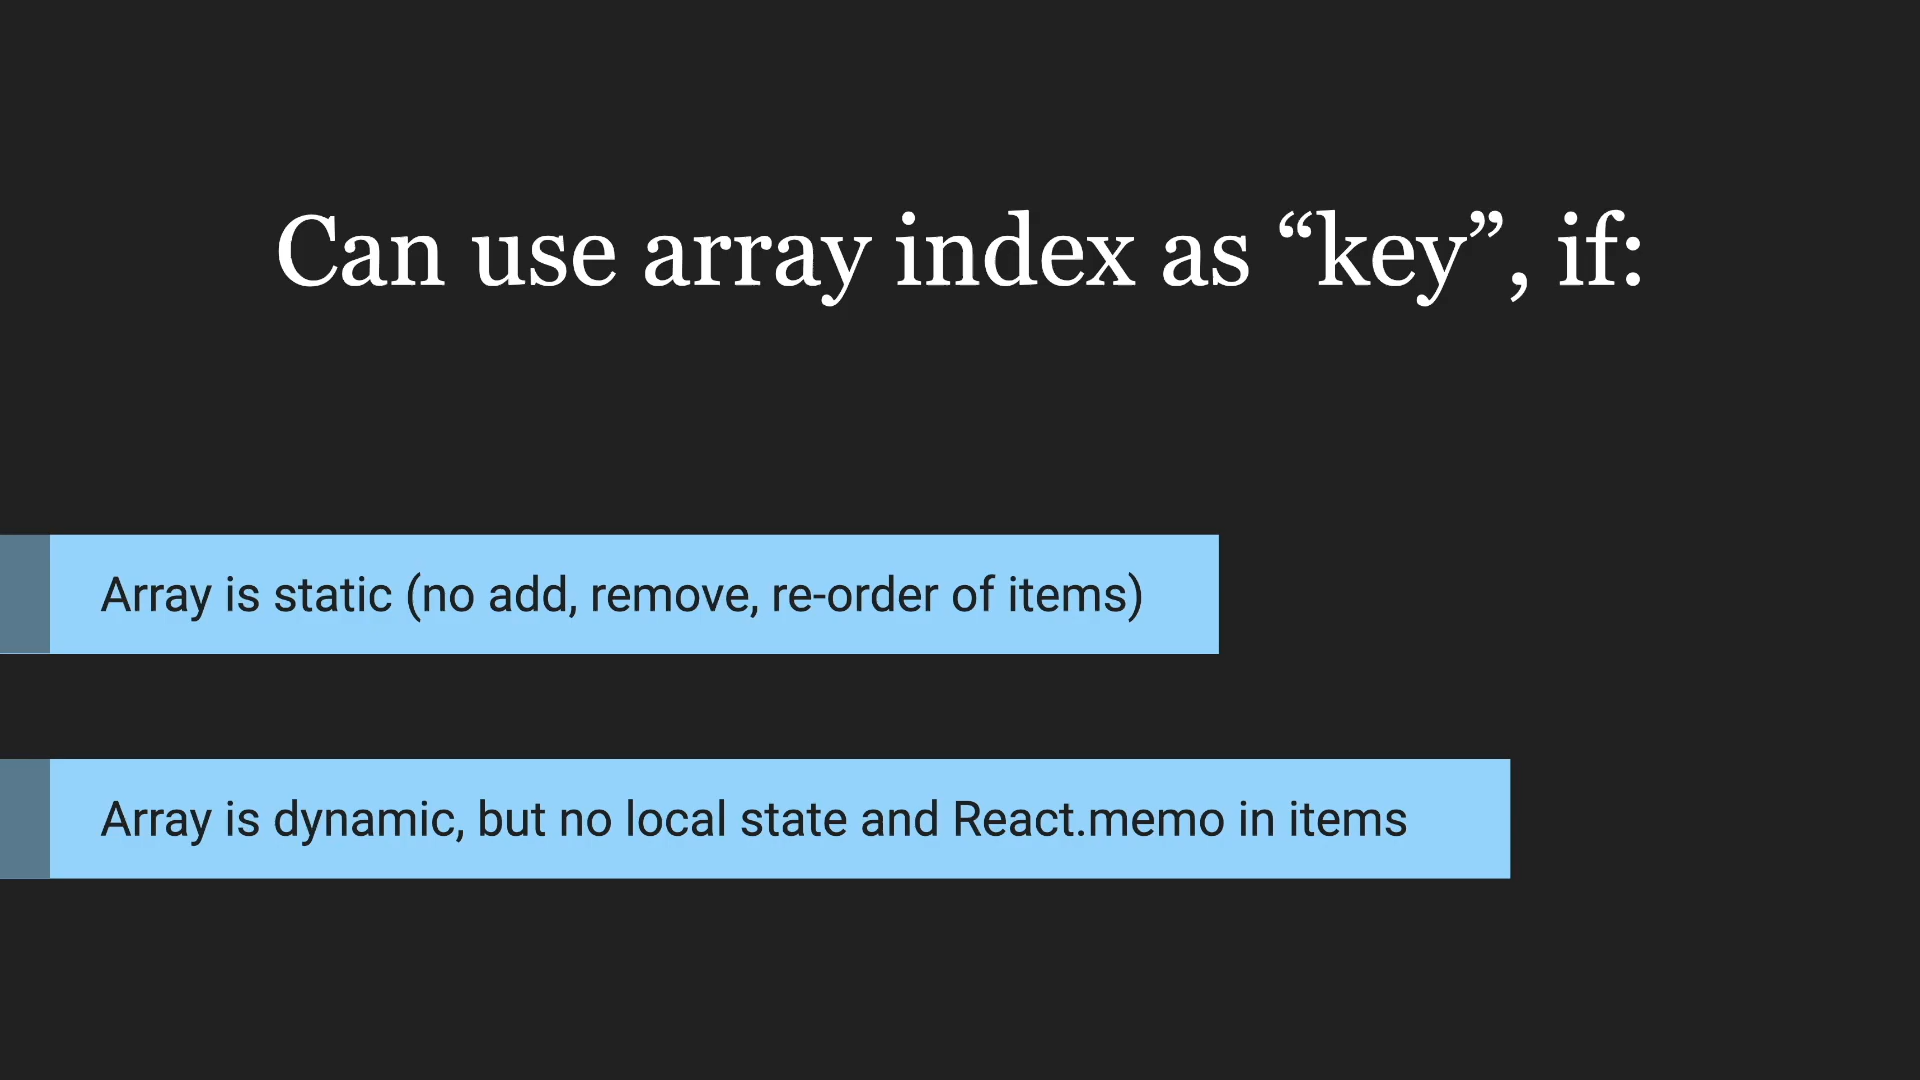 Can use array index as “key”, if:
Array is static (no add, remove, re-order of items)
Array is dynamic, but no local state and React.memo in items